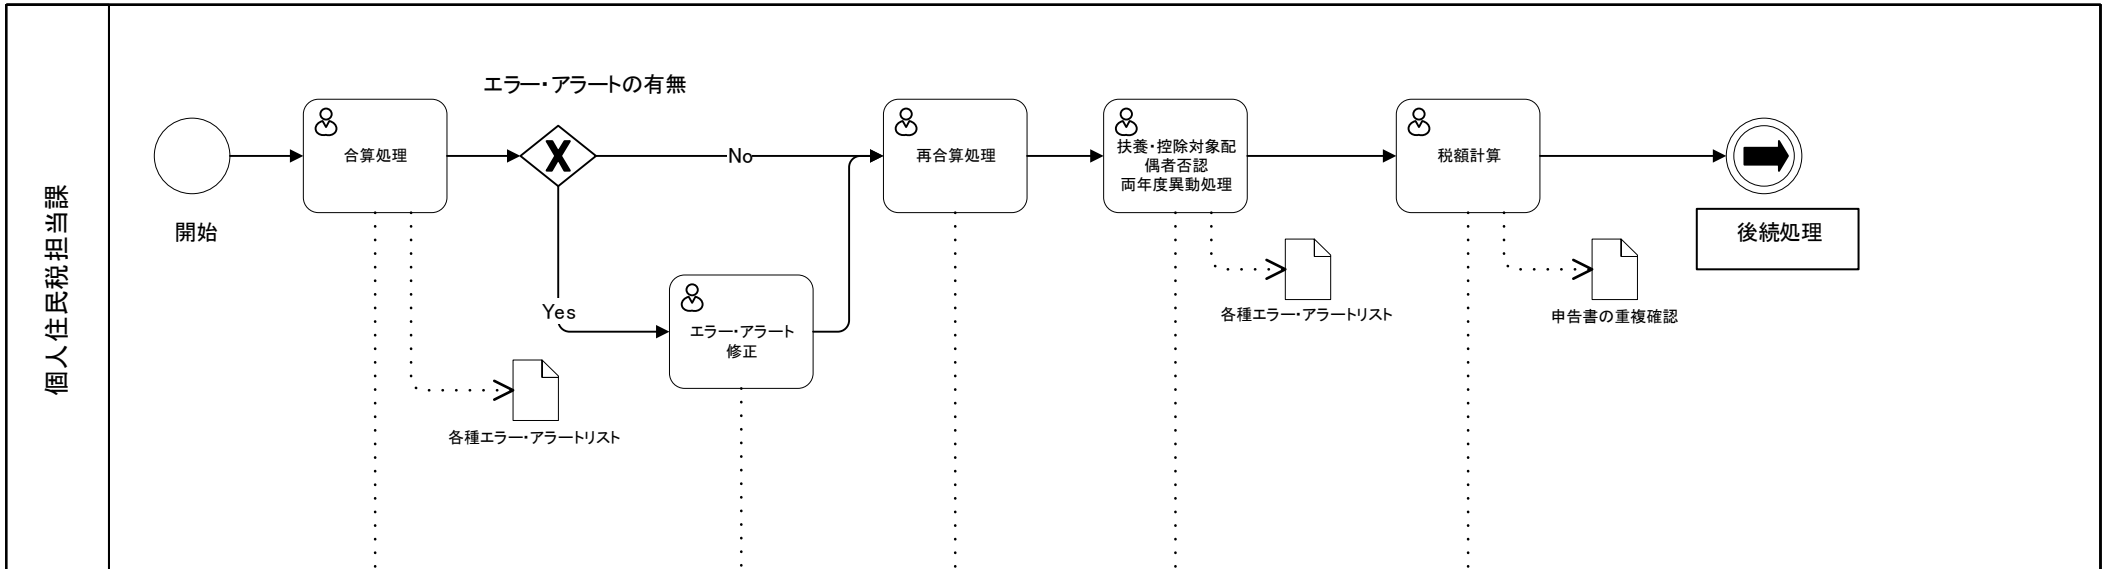 個人住民税担当課
開始
合算処理
エラー・アラートの有無
No
Yes
エラー・アラート
修正
各種エラー・アラートリスト
再合算処理
扶養・控除対象配
偶者否認
両年度異動処理
各種エラー・アラートリスト
税額計算
申告書の重複確認
後続処理